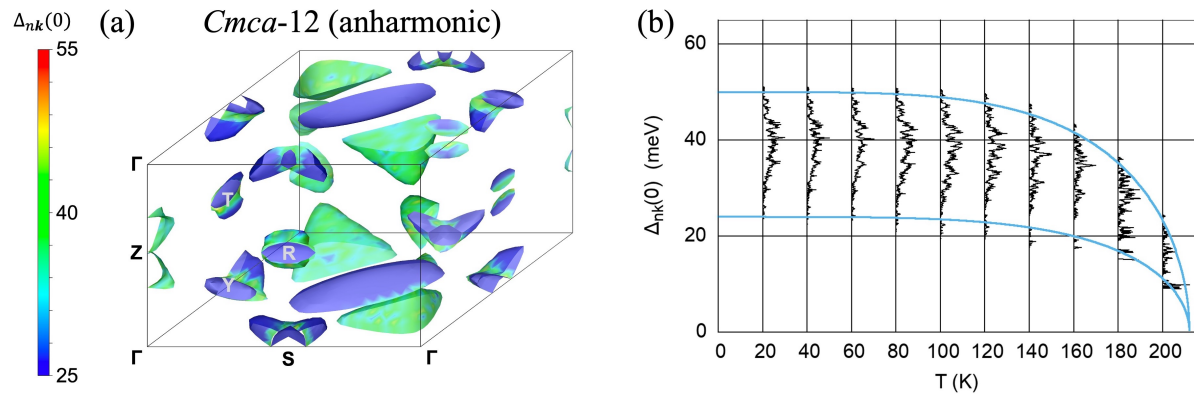 Δnk(0)
(a)
Cmca-12 (anharmonic)
55
40
25
Γ
Z
Γ
S
Γ
T
R
Y
(b)
Δnk(0) (meV)
60
40
20
0
0 20 40 60 80 100 120 140 160 180 200
T (K)